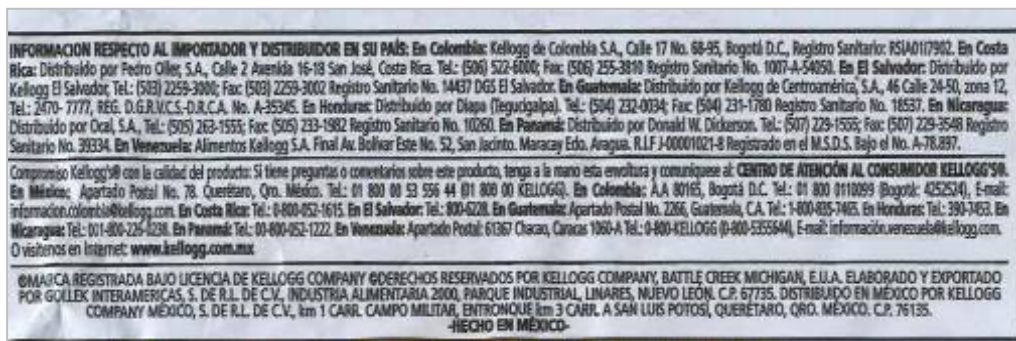 INFORMACION RESPECTO AL IMPORTADOR Y DISTRIBUIDOR EN SU PAÍS: En Colombia: Kellogg de Colombia S.A., Calle 17 No. 68-95, Bogotá D.C., Registro Sanitario: RSIA01I7902. En Costa
Rica: Distribuido por Pedro Oller, S.A., Calle 2 Avenida 16-18 San José, Costa Rica. Tel.: (506) 522-6000; Fax: (506) 255-3810 Registro Sanitario No. 1007-A-54050. En El Salvador: Distribuido por
Kellogg El Salvador, Tel.: (503) 2259-3000; Fax: (503) 2259-3002 Registro Sanitario No. 14437 DGS El Salvador. En Guatemala: Distribuido por Kellogg de Centroamérica, S.A., 46 Calle 24-50, zona 12,
Tel.: 2470- 7777, REG. D.G.R.V.C.S.-D.R.C.A. No. A-35345. En Honduras: Distribuido por Diapa (Tegucigalpa). Tel.: (504) 232-0034; Fax: (504) 231-1780 Registro Sanitario No. 18537. En Nicaragua:
Distribuido por Ocal, S.A., Tel.: (505) 263-1555; Fax: (505) 233-1982 Registro Sanitario No. 10260. En Panamá: Distribuido por Donald W. Dickerson. Tel.: (507) 229-1555; Fax: (507) 229-3548 Registro
Sanitario No. 39334. En Venezuela: Alimentos Kellogg S.A. Final Av. Bolívar Este No. 52, San Jacinto. Maracay Edo. Aragua. R.I.F J-00001021-8 Registrado en el M.S.D.S. Bajo el No. A-78.897.
Compromiso Kellogg's® con la calidad del producto: Si tiene preguntas o comentarios sobre este producto, tenga a la mano esta envoltura y comuníquese al: CENTRO DE ATENCIÓN AL CONSUMIDOR KELLOGG'S®.
En México: Apartado Postal No. 78. Querétaro, Qro. México. Tel.: 01 800 00 53 556 44 (01 800 00 KELLOGG). En Colombia: A.A 80165, Bogotá D.C. Tel.: 01 800 0110099 (Bogotá: 4252524), E-mail:
informacion.colombia@kellogg.com. En Costa Rica: Tel.: 0-800-052-1615. En El Salvador: Tel.: 800-6228. En Guatemala: Apartado Postal No. 2266, Guatemala, C.A. Tel.: 1-800-835-7465. En Honduras: Tel.: 390-7453. En
Nicaragua: Tel.: 001-800-226-0238. En Panamá: Tel.: 00-800-052-1222. En Venezuela: Apartado Postal: 61367 Chacao, Caracas 1060-A Tel.: 0-800-KELLOGG (0-800-5355644), E-mail: información.venezuela@kellogg.com.
O visítenos en Internet: www.kellogg.com.mx
®MARCA REGISTRADA BAJO LICENCIA DE KELLOGG COMPANY ©DERECHOS RESERVADOS POR KELLOGG COMPANY, BATTLE CREEK MICHIGAN, E.U.A. ELABORADO Y EXPORTADO
POR GOLLEK INTERAMERICAS, S. DE R.L. DE C.V., INDUSTRIA ALIMENTARIA 2000, PARQUE INDUSTRIAL, LINARES, NUEVO LEÓN. C.P. 67735. DISTRIBUIDO EN MÉXICO POR KELLOGG
COMPANY MÉXICO, S. DE R.L. DE C.V., km 1 CARR. CAMPO MILITAR, ENTRONQUE km 3 CARR. A SAN LUIS POTOSÍ, QUERÉTARO, QRO. MÉXICO. C.P. 76135.
-HECHO EN MÉXICO-